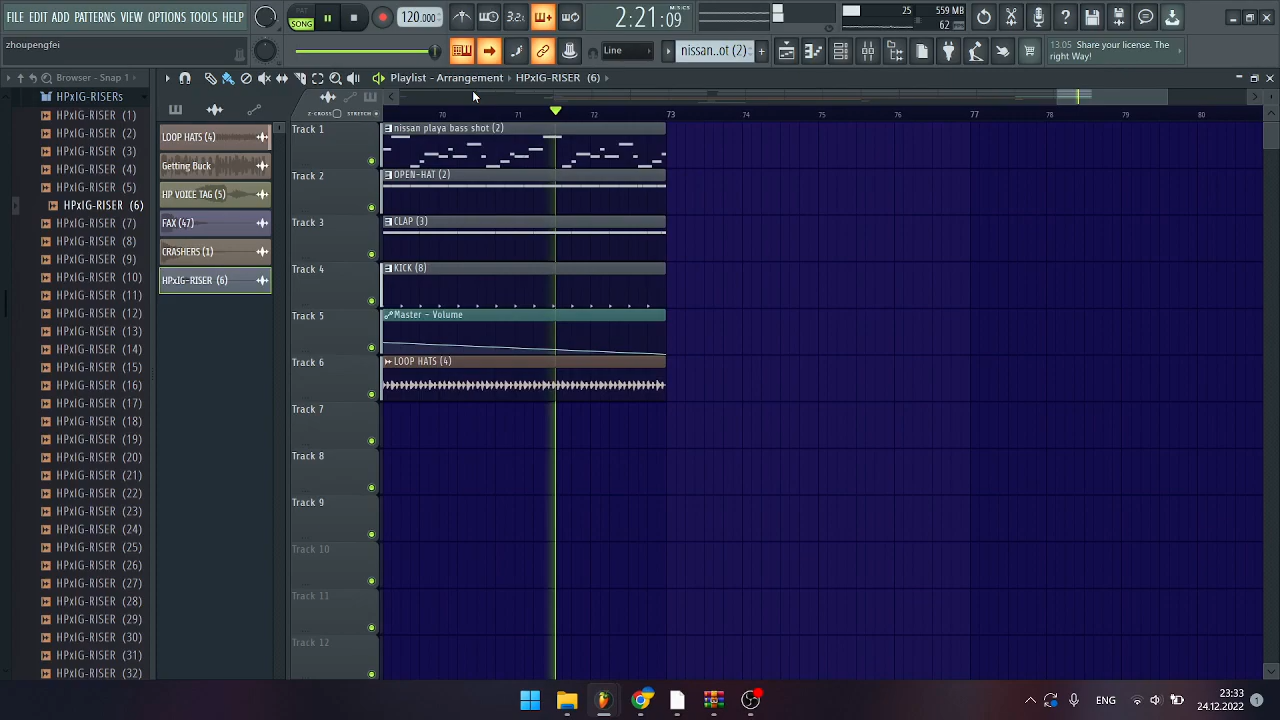 FILE EDIT ADD PATTERNS VIEW OPTIONS TOOLS HELP
zhoupengfei
PAT
SONG
120.000
3.2.
2:21:09
M:S:CS
25
559 MB
62
Line
nissan..ot (2)
13:05 Share your license. The right Way!
Browser - Snap 1
Playlist - Arrangement
HPxIG-RISER (6)
HPxIG-RISERs
HPxIG-RISER (1)
HPxIG-RISER (2)
HPxIG-RISER (3)
HPxIG-RISER (4)
HPxIG-RISER (5)
HPxIG-RISER (6)
HPxIG-RISER (7)
HPxIG-RISER (8)
HPxIG-RISER (9)
HPxIG-RISER (10)
HPxIG-RISER (11)
HPxIG-RISER (12)
HPxIG-RISER (13)
HPxIG-RISER (14)
HPxIG-RISER (15)
HPxIG-RISER (16)
HPxIG-RISER (17)
HPxIG-RISER (18)
HPxIG-RISER (19)
HPxIG-RISER (20)
HPxIG-RISER (21)
HPxIG-RISER (22)
HPxIG-RISER (23)
HPxIG-RISER (24)
HPxIG-RISER (25)
HPxIG-RISER (26)
HPxIG-RISER (27)
HPxIG-RISER (28)
HPxIG-RISER (29)
HPxIG-RISER (30)
HPxIG-RISER (31)
HPxIG-RISER (32)
LOOP HATS (4)
Getting Buck
HP VOICE TAG (5)
FAX (47)
CRASHERS (1)
HPxIG-RISER (6)
Z-CROSS STRETCH
70 71 72 73 74 75 76 77 78 79 80
Track 1
nissan playa bass shot (2)
Track 2
OPEN-HAT (2)
Track 3
CLAP (3)
Track 4
KICK (8)
Track 5
Master - Volume
Track 6
LOOP HATS (4)
Track 7
Track 8
Track 9
Track 10
Track 11
Track 12
ENG
21:33
24.12.2022
1